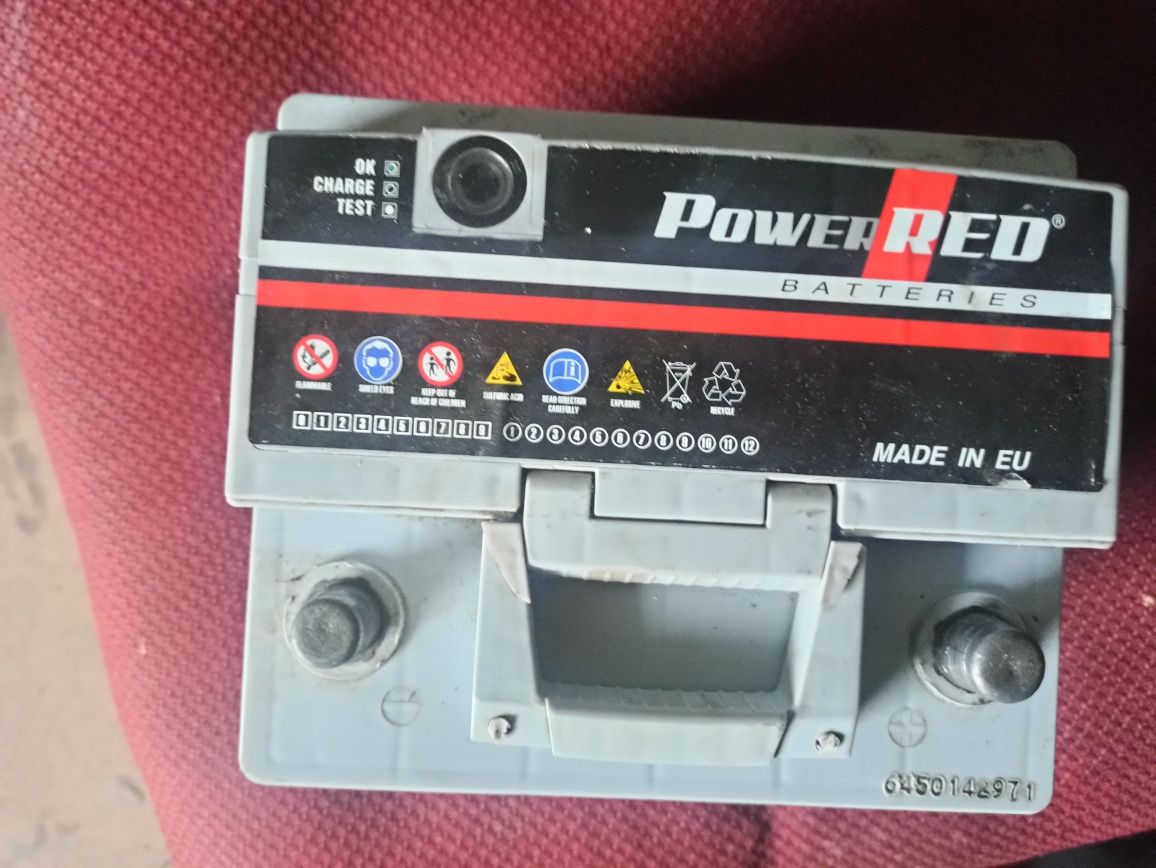 OK
CHARGE
TEST
POWERRED®
BATTERIES
FLAMMABLE
SHIELD EYES
KEEP OUT OF
REACH OF CHILDREN
SULFURIC ACID
READ DIRECTION
CAREFULLY
EXPLOSIVE
Pb
RECYCLE
0 1 2 3 4 5 6 7 8 9 1 2 3 4 5 6 7 8 9 10 11 12
MADE IN EU
- +